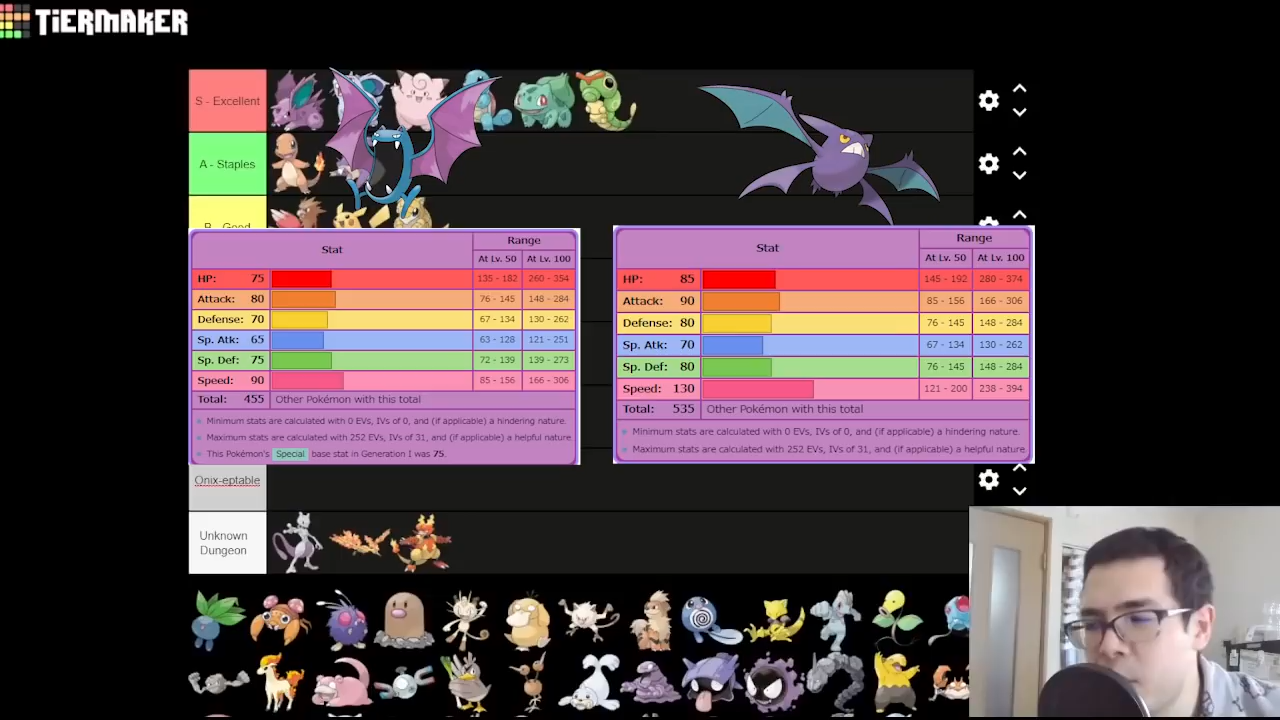 TIERMAKER
S - Excellent
A - Staples
B - Good
Stat Range
At Lv. 50 At Lv. 100
HP: 75 135 - 182 260 - 354
Attack: 80 76 - 145 148 - 284
Defense: 70 67 - 134 130 - 262
Sp. Atk: 65 63 - 128 121 - 251
Sp. Def: 75 72 - 139 139 - 273
Speed: 90 85 - 156 166 - 306
Total: 455 Other Pokémon with this total
Minimum stats are calculated with 0 EVs, IVs of 0, and (if applicable) a hindering nature.
Maximum stats are calculated with 252 EVs, IVs of 31, and (if applicable) a helpful nature.
This Pokémon's Special base stat in Generation I was 75.
Stat Range
At Lv. 50 At Lv. 100
HP: 85 145 - 192 280 - 374
Attack: 90 85 - 156 166 - 306
Defense: 80 76 - 145 148 - 284
Sp. Atk: 70 67 - 134 130 - 262
Sp. Def: 80 76 - 145 148 - 284
Speed: 130 121 - 200 238 - 394
Total: 535 Other Pokémon with this total
Minimum stats are calculated with 0 EVs, IVs of 0, and (if applicable) a hindering nature.
Maximum stats are calculated with 252 EVs, IVs of 31, and (if applicable) a helpful nature.
Onix-eptable
Unknown
Dungeon